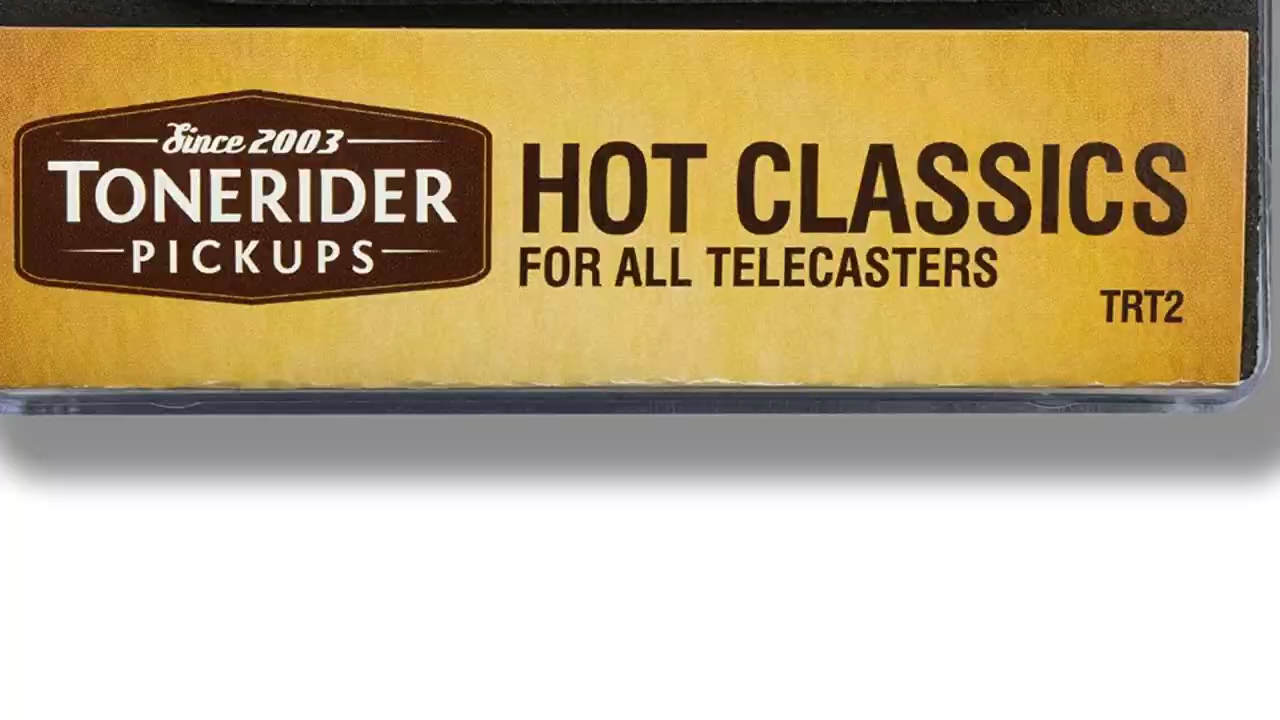 Since 2003
TONERIDER
PICKUPS
HOT CLASSICS
FOR ALL TELECASTERS
TRT2